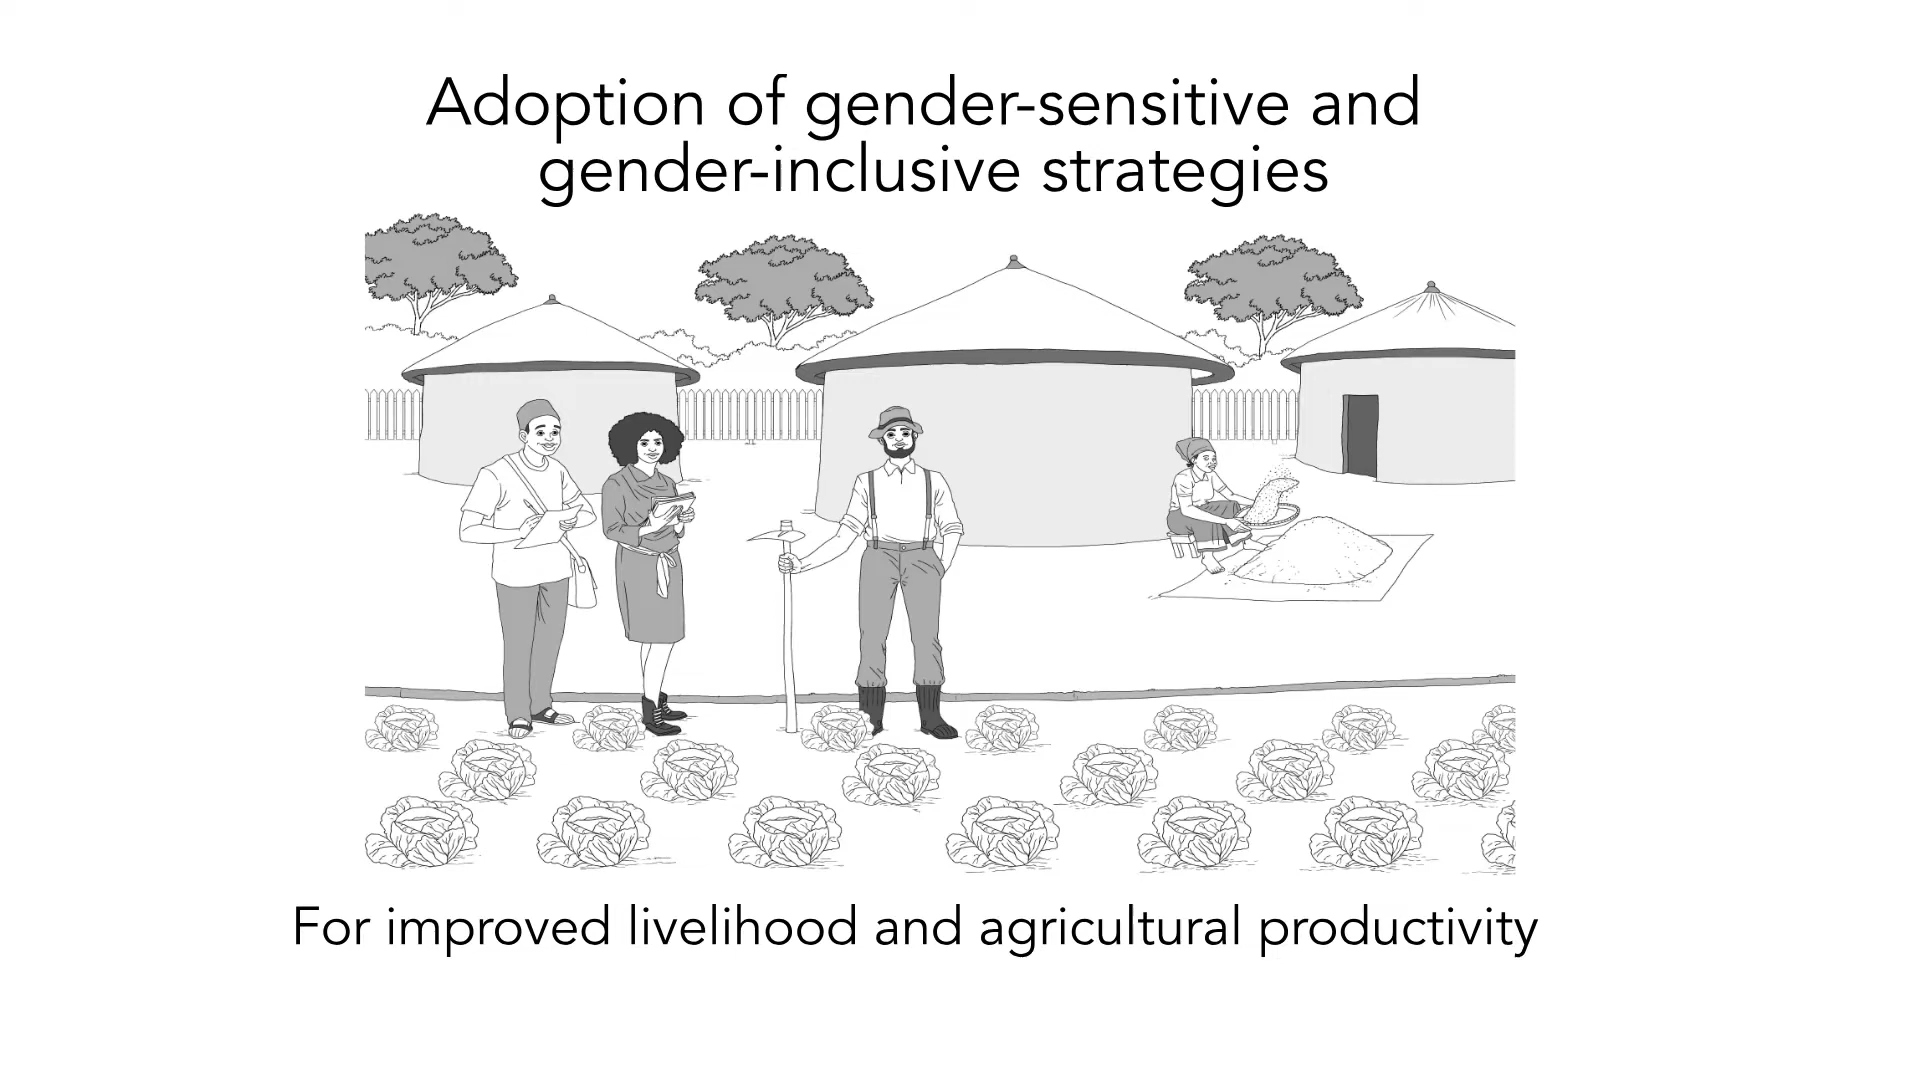 Adoption of gender-sensitive and
gender-inclusive strategies
For improved livelihood and agricultural productivity